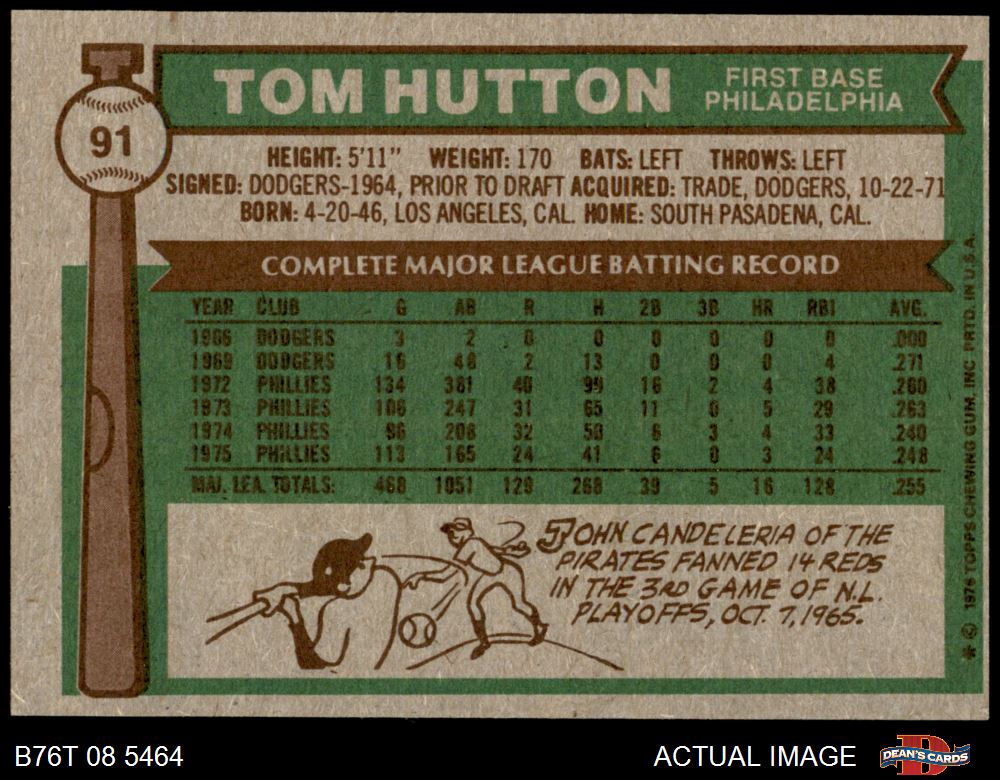 91
TOM HUTTON
FIRST BASE
PHILADELPHIA
HEIGHT: 5'11" WEIGHT: 170 BATS: LEFT THROWS: LEFT
SIGNED: DODGERS-1964, PRIOR TO DRAFT ACQUIRED: TRADE, DODGERS, 10-22-71
BORN: 4-20-46, LOS ANGELES, CAL. HOME: SOUTH PASADENA, CAL.
COMPLETE MAJOR LEAGUE BATTING RECORD
YEAR CLUB G AB R H 2B 3B HR RBI AVG.
1966 DODGERS 3 2 0 0 0 0 0 0 .000
1969 DODGERS 16 48 2 13 0 0 0 4 .271
1972 PHILLIES 134 381 40 99 16 2 4 38 .260
1973 PHILLIES 106 247 31 65 11 0 5 29 .263
1974 PHILLIES 96 208 32 50 6 3 4 33 .240
1975 PHILLIES 113 165 24 41 6 0 3 24 .248
MAJ. LEA. TOTALS: 468 1051 129 268 39 5 16 128 .255
JOHN CANDELERIA OF THE
PIRATES FANNED 14 REDS
IN THE 3RD GAME OF N.L.
PLAYOFFS, OCT. 7, 1965.
* © 1976 TOPPS CHEWING GUM, INC. PRTD. IN U.S.A.
B76T 08 5464
ACTUAL IMAGE
D
DEAN'S CARDS